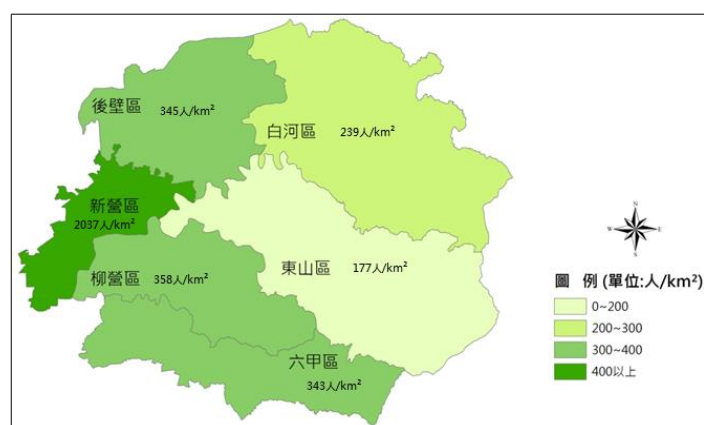 後壁區 345人/km²
白河區 239人/km²
新營區
2037人/km²
柳營區 358人/km²
東山區 177人/km²
六甲區
343人/km²
N
W E
S
圖 例 (單位:人/km²)
0~200
200~300
300~400
400以上